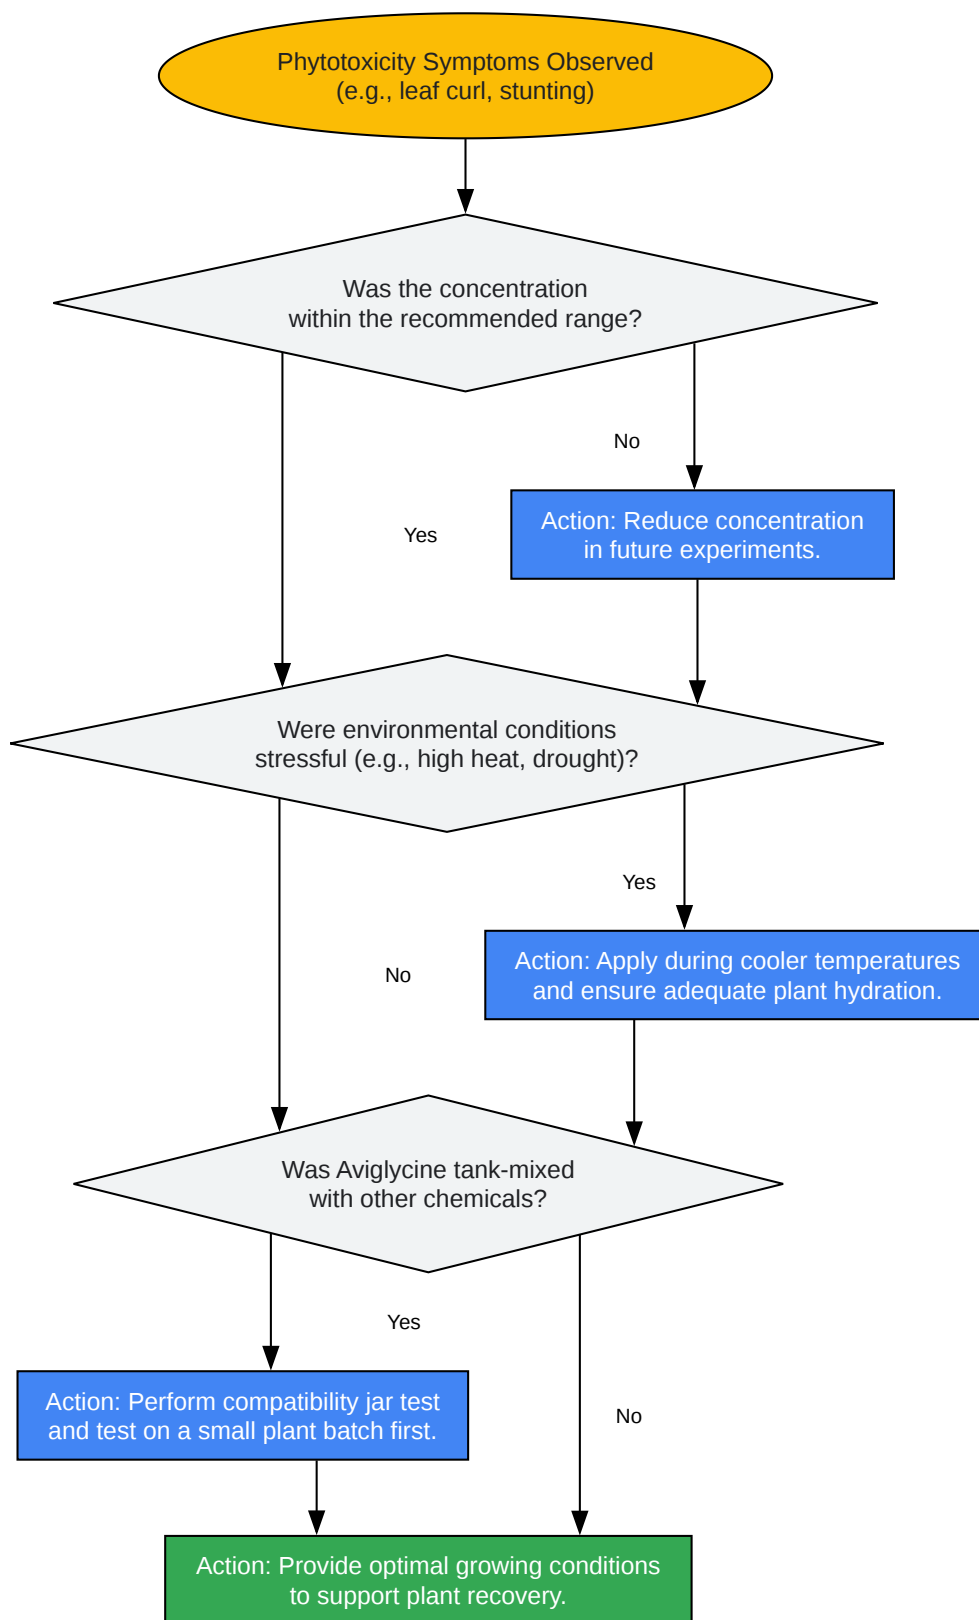 Phytotoxicity Symptoms Observed
(e.g., leaf curl, stunting)
Was the concentration
within the recommended range?
No
Action: Reduce concentration
in future experiments.
Yes
Were environmental conditions
stressful (e.g., high heat, drought)?
Yes
Action: Apply during cooler temperatures
and ensure adequate plant hydration.
No
Was Aviglycine tank-mixed
with other chemicals?
Yes
Action: Perform compatibility jar test
and test on a small plant batch first.
No
Action: Provide optimal growing conditions
to support plant recovery.